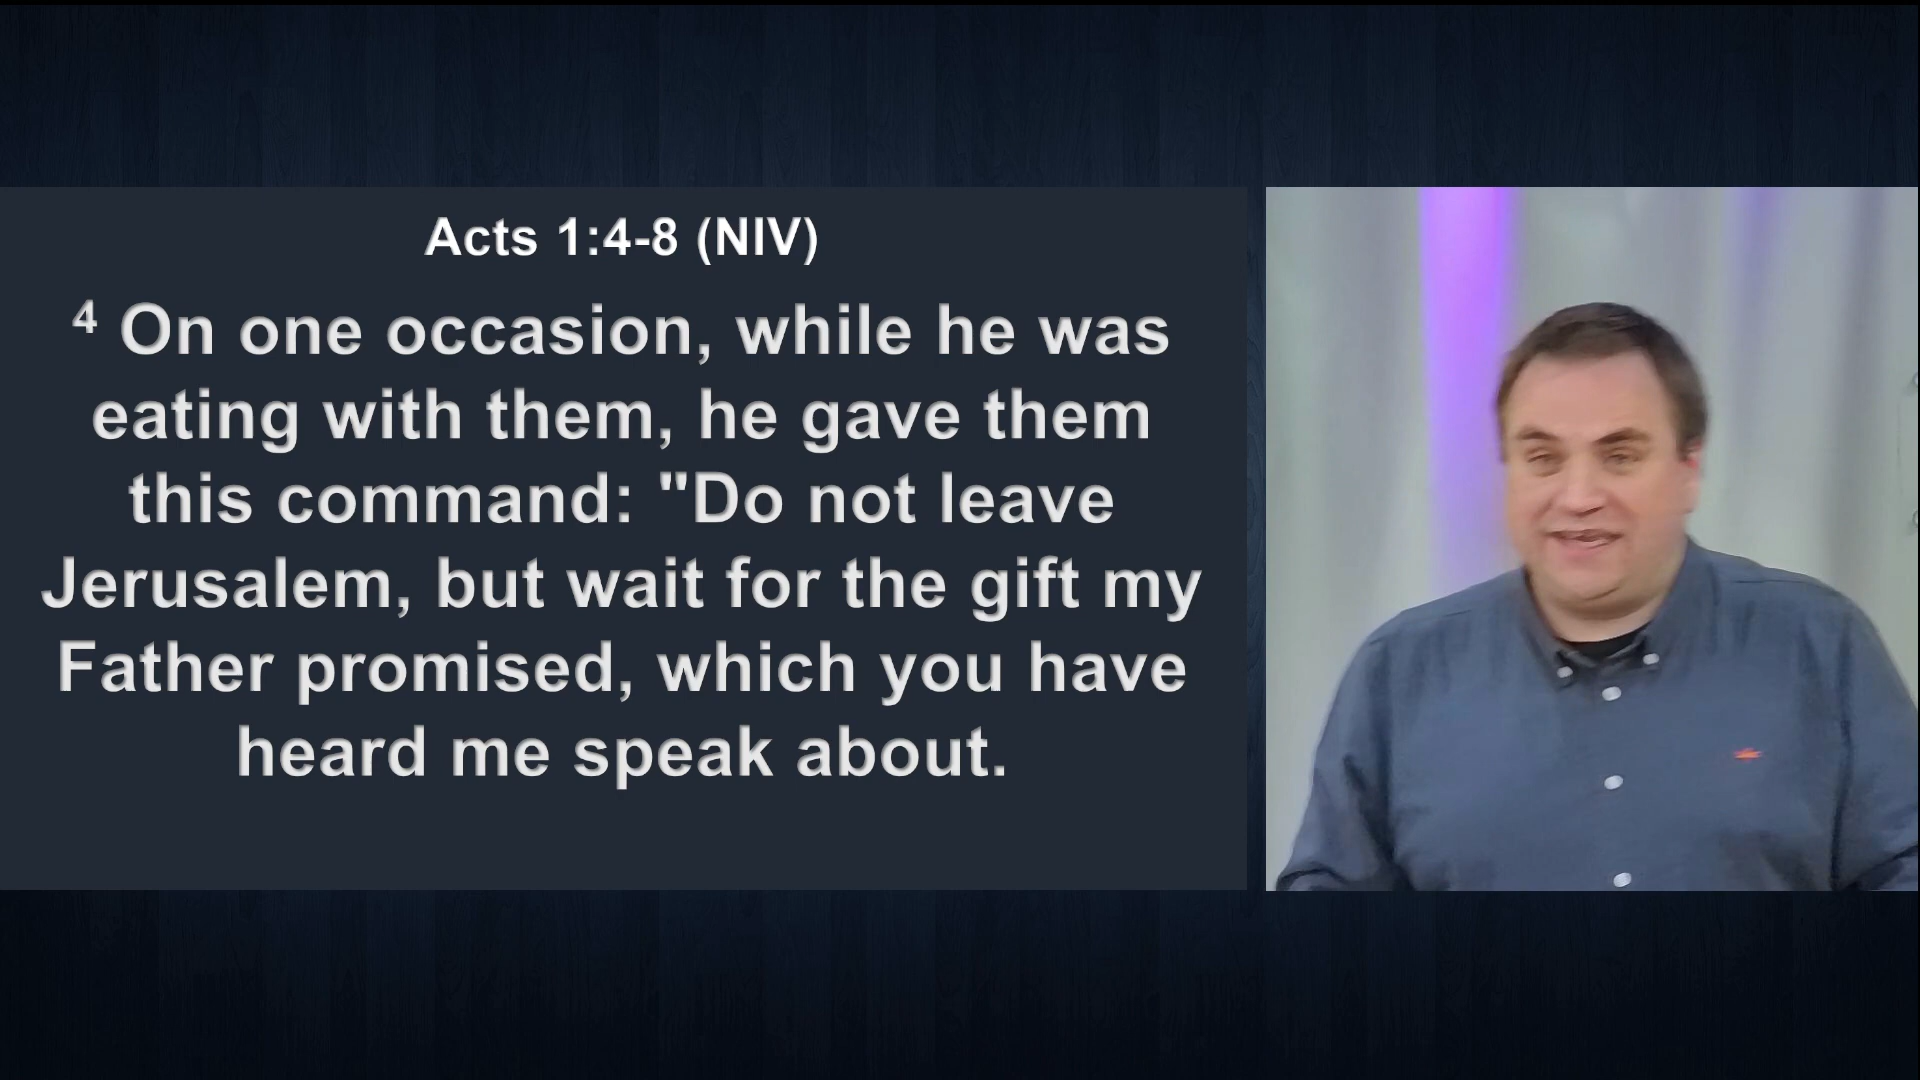 Acts 1:4-8 (NIV)
4 On one occasion, while he was
eating with them, he gave them
this command: "Do not leave
Jerusalem, but wait for the gift my
Father promised, which you have
heard me speak about.